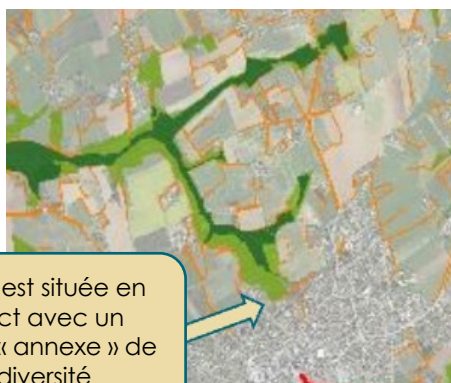 est située en
ct avec un
« annexe » de
diversité